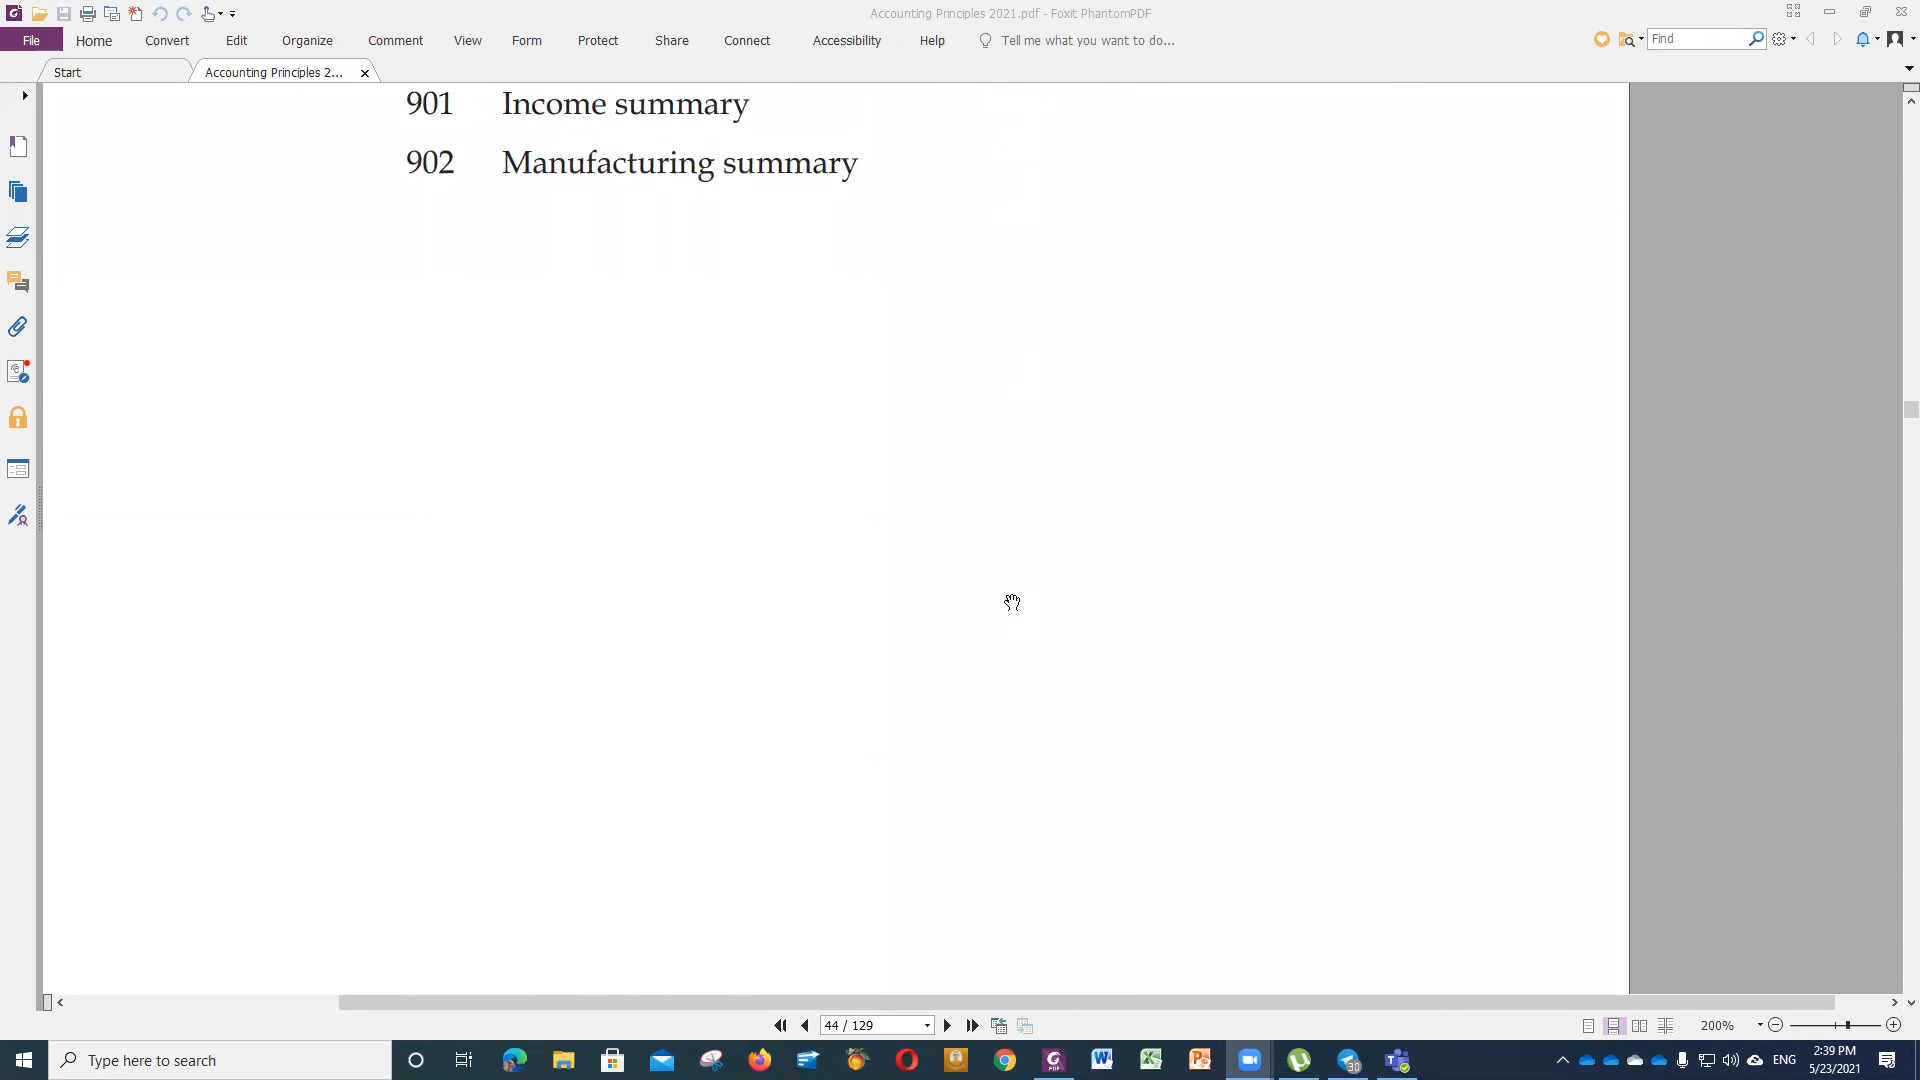 Accounting Principles 2021.pdf - Foxit PhantomPDF
File Home Convert Edit Organize Comment View Form Protect Share Connect Accessibility Help Tell me what you want to do... Find
Start Accounting Principles 2...
901 Income summary
902 Manufacturing summary
44 / 129 200%
Type here to search
30
ENG
2:39 PM
5/23/2021